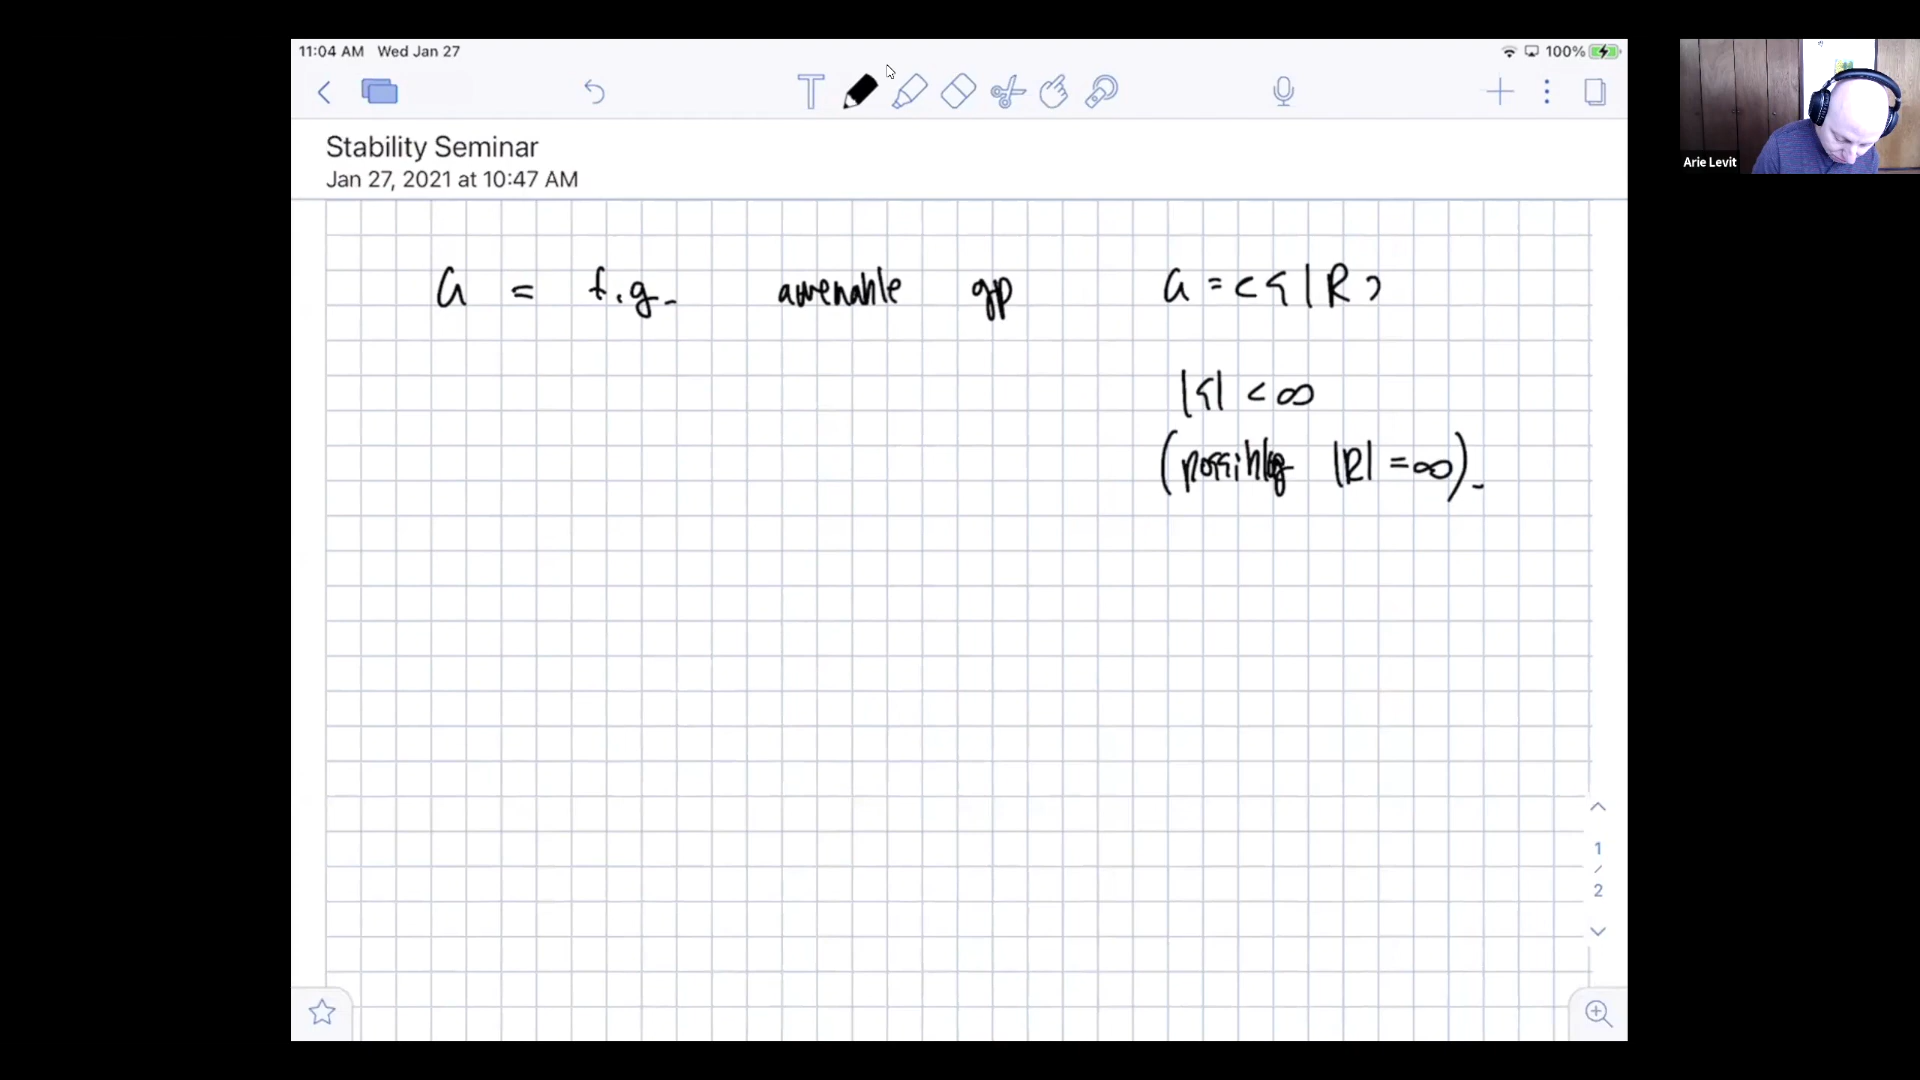 11:04 AM Wed Jan 27
100%
Stability Seminar
Jan 27, 2021 at 10:47 AM
G = f.g. amenable gp G = < S | R >
|S| < ∞
(possibly |R| = ∞).
1
/
2
Arie Levit